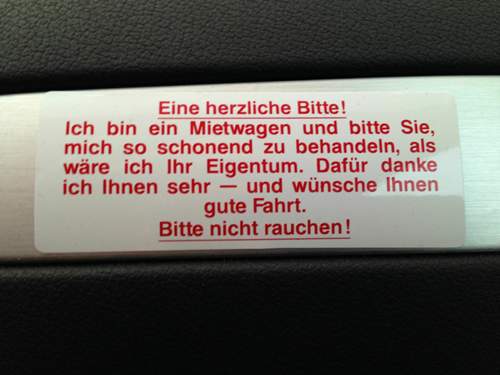 Eine herzliche Bitte!
Ich bin ein Mietwagen und bitte Sie,
mich so schonend zu behandeln, als
wäre ich Ihr Eigentum. Dafür danke
ich Ihnen sehr — und wünsche Ihnen
gute Fahrt.
Bitte nicht rauchen!